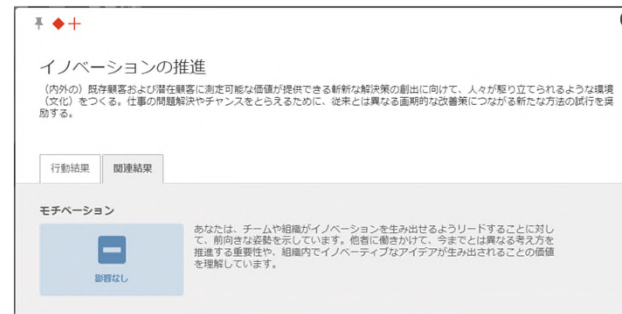 イノベーションの推進
（内外の）既存顧客および潜在顧客に測定可能な価値が提供できる斬新な解決策の創出に向けて、人々が駆り立てられるような環境
（文化）をつくる。仕事の問題解決やチャンスをとらえるために、従来とは異なる画期的な改善策につながる新たな方法の試行を奨
励する。
行動結果 関連結果
モチベーション
あなたは、チームや組織がイノベーションを生み出せるようリードすることに対し
て、前向きな姿勢を示しています。他者に働きかけて、今までとは異なる考え方を
推進する重要性や、組織内でイノベーティブなアイデアが生み出されることの価値
を理解しています。
影響なし